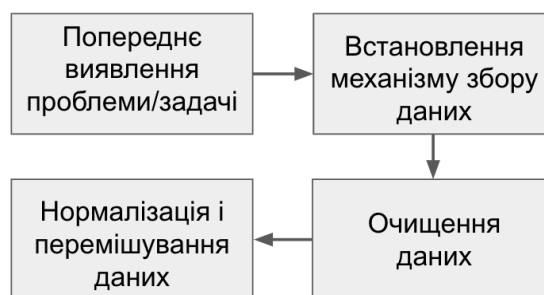 Попереднє
виявлення
проблеми/задачі
Встановлення
механізму збору
даних
Очищення
даних
Нормалізація і
перемішування
даних